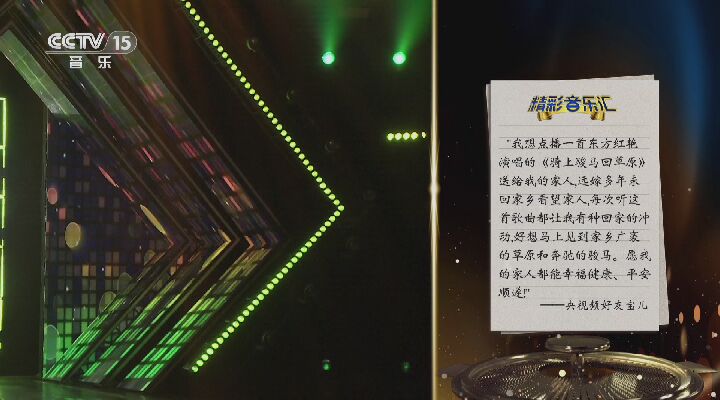 CCTV 15
音乐
精彩音乐汇
"我想点播一首东方红艳
演唱的《骑上骏马回草原》
送给我的家人,远嫁多年未
回家乡看望家人,每次听这
首歌曲都让我有种回家的冲
动,好想马上见到家乡广袤
的草原和奔驰的骏马。愿我
的家人都能幸福健康、平安
顺遂!"
——央视频好友宝儿